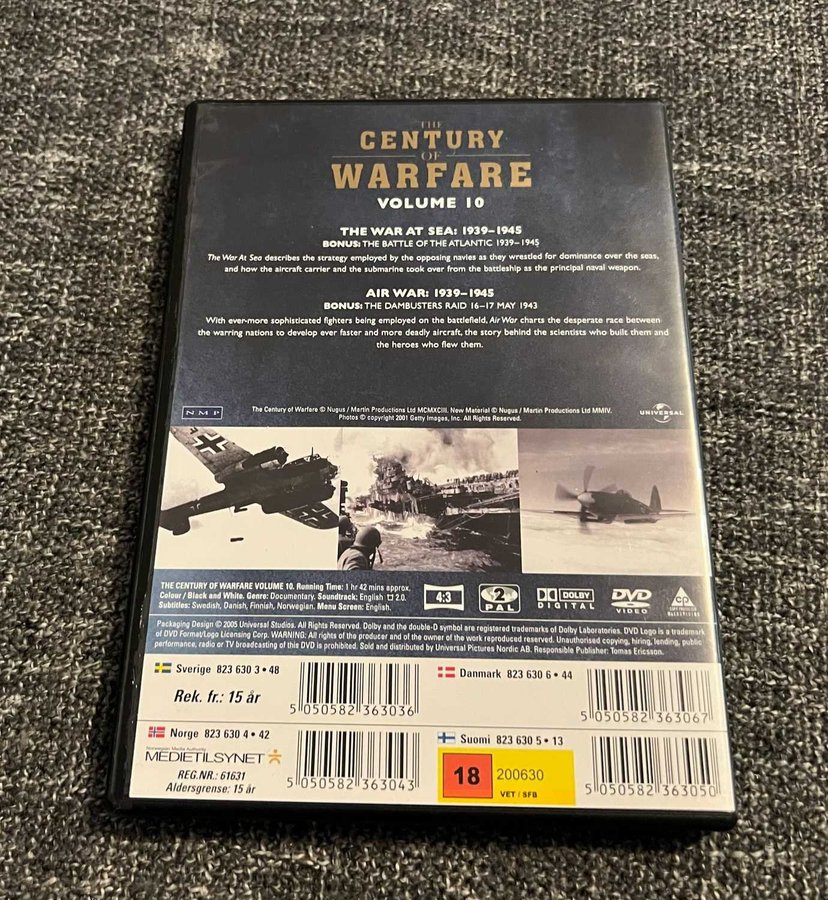 THE
CENTURY
OF
WARFARE
VOLUME 10
THE WAR AT SEA: 1939–1945
BONUS: THE BATTLE OF THE ATLANTIC 1939–1945
The War At Sea describes the strategy employed by the opposing navies as they wrestled for dominance over the seas,
and how the aircraft carrier and the submarine took over from the battleship as the principal naval weapon.
AIR WAR: 1939–1945
BONUS: THE DAMBUSTERS RAID 16–17 MAY 1943
With ever-more sophisticated fighters being employed on the battlefield, Air War charts the desperate race between
the warring nations to develop ever faster and more deadly aircraft, the story behind the scientists who built them and
the heroes who flew them.
NMP
The Century of Warfare © Nugus / Martin Productions Ltd MCMXCIII. New Material © Nugus / Martin Productions Ltd MMIV.
Photos © copyright 2001 Getty Images, Inc. All Rights Reserved.
UNIVERSAL
THE CENTURY OF WARFARE VOLUME 10. Running Time: 1 hr 42 mins approx.
Colour / Black and White. Genre: Documentary. Soundtrack: English 2.0.
Subtitles: Swedish, Danish, Finnish, Norwegian. Menu Screen: English.
4:3
2
PAL
DOLBY
DIGITAL
DVD
VIDEO
CP
Packaging Design © 2005 Universal Studios. All Rights Reserved. Dolby and the double-D symbol are registered trademarks of Dolby Laboratories. DVD Logo is a trademark
of DVD Format/Logo Licensing Corp. WARNING: All rights of the producer and of the owner of the work reproduced reserved. Unauthorised copying, hiring, lending, public
performance, radio or TV broadcasting of this DVD is prohibited. Sold and distributed by Universal Pictures Nordic AB. Responsible Publisher: Tomas Ericsson.
Sverige 823 630 3 • 48
Rek. fr.: 15 år
5 050582 363036
Danmark 823 630 6 • 44
5 050582 363067
Norge 823 630 4 • 42
Norwegian Media Authority
MEDIETILSYNET
REG.NR.: 61631
Aldersgrense: 15 år
5 050582 363043
Suomi 823 630 5 • 13
18
200630
VET / SFB
5 050582 363050